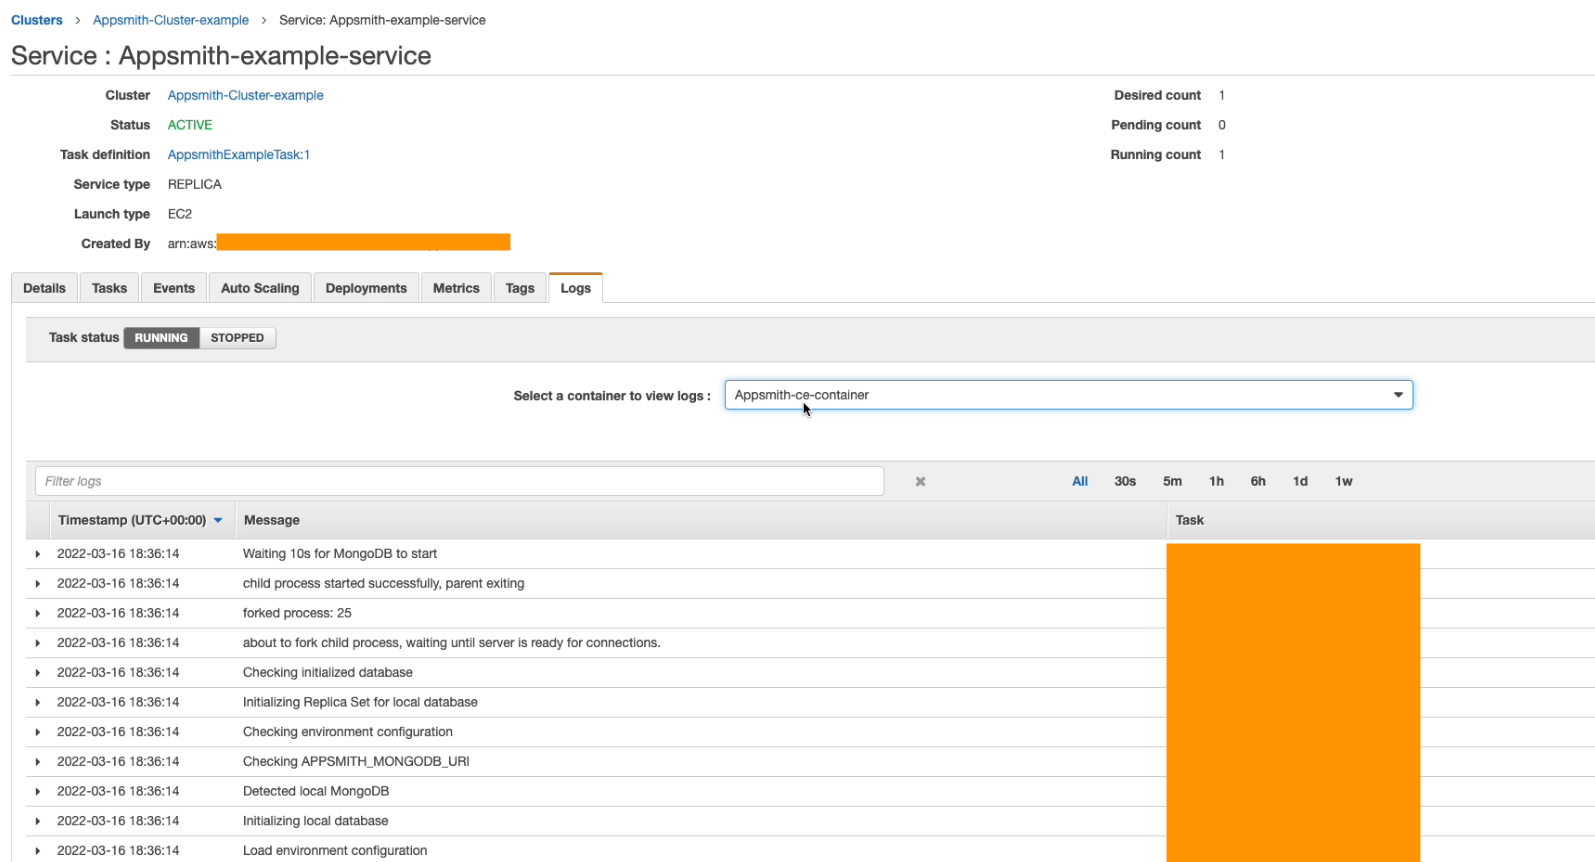 Clusters > Appsmith-Cluster-example > Service: Appsmith-example-service
Service : Appsmith-example-service
Cluster Appsmith-Cluster-example
Status ACTIVE
Task definition AppsmithExampleTask:1
Service type REPLICA
Launch type EC2
Created By arn:aws:
Desired count 1
Pending count 0
Running count 1
Details Tasks Events Auto Scaling Deployments Metrics Tags Logs
Task status RUNNING STOPPED
Select a container to view logs : Appsmith-ce-container
Filter logs All 30s 5m 1h 6h 1d 1w
Timestamp (UTC+00:00) Message Task
2022-03-16 18:36:14 Waiting 10s for MongoDB to start
2022-03-16 18:36:14 child process started successfully, parent exiting
2022-03-16 18:36:14 forked process: 25
2022-03-16 18:36:14 about to fork child process, waiting until server is ready for connections.
2022-03-16 18:36:14 Checking initialized database
2022-03-16 18:36:14 Initializing Replica Set for local database
2022-03-16 18:36:14 Checking environment configuration
2022-03-16 18:36:14 Checking APPSMITH_MONGODB_URI
2022-03-16 18:36:14 Detected local MongoDB
2022-03-16 18:36:14 Initializing local database
2022-03-16 18:36:14 Load environment configuration